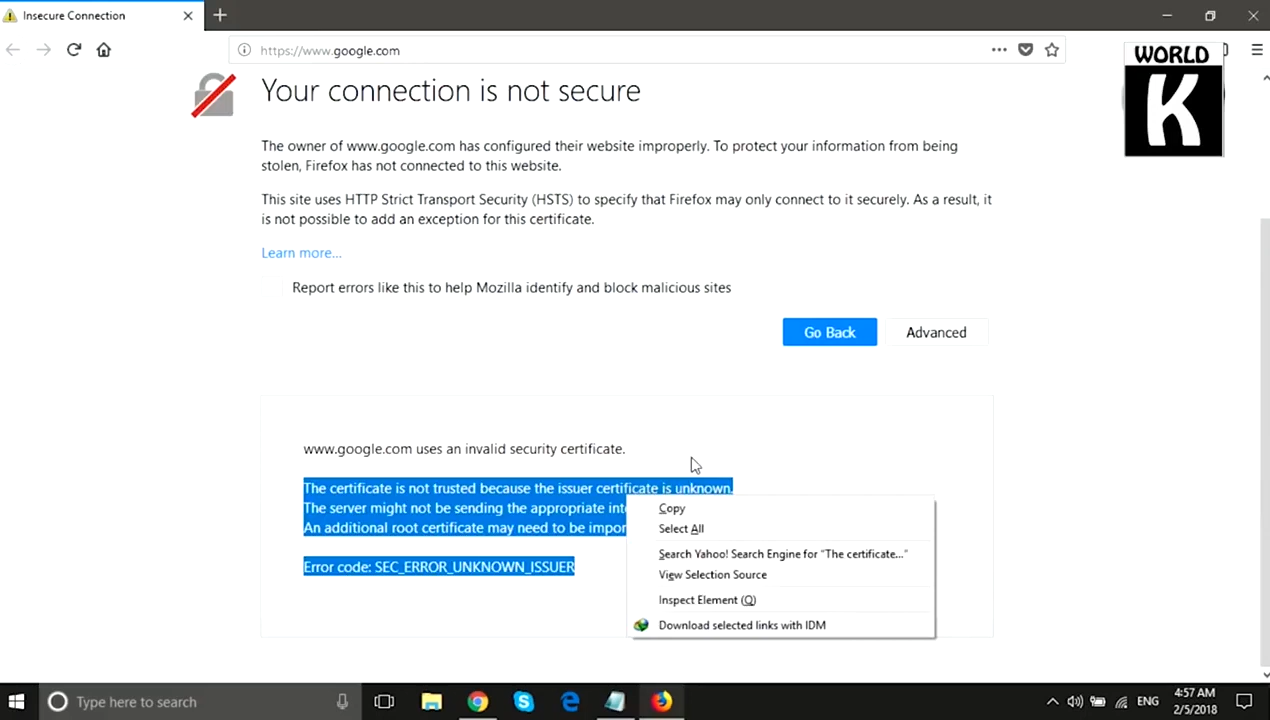 Insecure Connection
https://www.google.com
WORLD
K
Your connection is not secure
The owner of www.google.com has configured their website improperly. To protect your information from being
stolen, Firefox has not connected to this website.
This site uses HTTP Strict Transport Security (HSTS) to specify that Firefox may only connect to it securely. As a result, it
is not possible to add an exception for this certificate.
Learn more...
Report errors like this to help Mozilla identify and block malicious sites
Go Back
Advanced
www.google.com uses an invalid security certificate.
The certificate is not trusted because the issuer certificate is unknown.
The server might not be sending the appropriate
An additional root certificate may need to be
Error code: SEC_ERROR_UNKNOWN_ISSUER
Copy
Select All
Search Yahoo! Search Engine for “The certificate...”
View Selection Source
Inspect Element (Q)
Download selected links with IDM
Type here to search
ENG
4:57 AM
2/5/2018